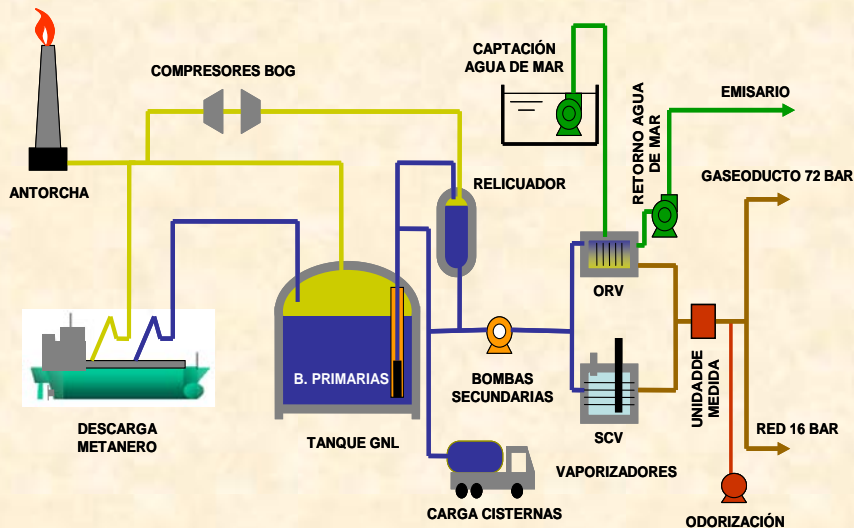 CAPTACIÓN
AGUA DE MAR
COMPRESORES BOG
EMISARIO
RETORNO AGUA
DE MAR
GASEODUCTO 72 BAR
ANTORCHA
RELICUADOR
ORV
B. PRIMARIAS
BOMBAS
SECUNDARIAS
UNIDADDE
MEDIDA
DESCARGA
METANERO
TANQUE GNL
SCV
RED 16 BAR
VAPORIZADORES
CARGA CISTERNAS
ODORIZACIÓN